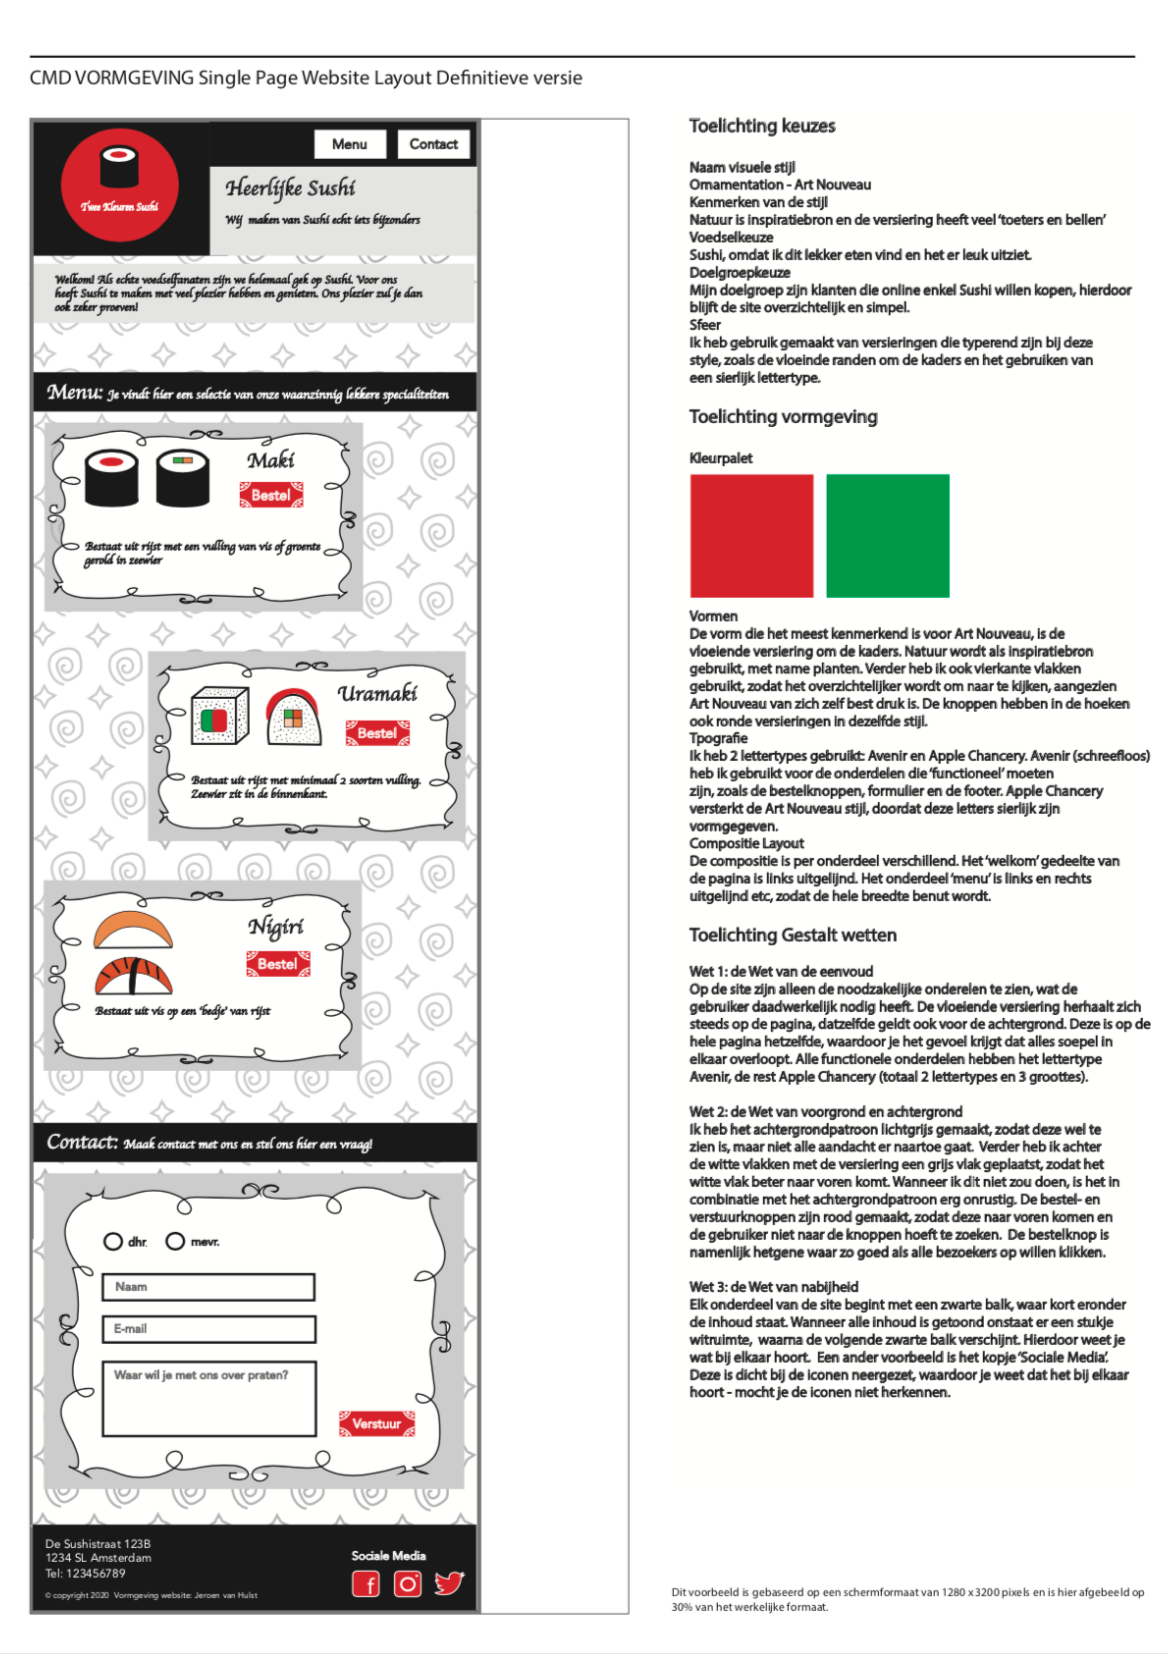 CMD VORMGEVING Single Page Website Layout Definitieve versie
Menu
Contact
Twee Kleuren Sushi
Heerlijke Sushi
Wij maken van Sushi echt iets bijzonders
Welkom! Als echte voedselfanaten zijn we helemaal gek op Sushi. Voor ons
heeft Sushi te maken met veel plezier hebben en genieten. Ons plezier zul je dan
ook zeker proeven!
Menu: Je vindt hier een selectie van onze waanzinnig lekkere specialiteiten
Maki
Bestel
Bestaat uit rijst met een vulling van vis of groente
gerold in zeewier
Uramaki
Bestel
Bestaat uit rijst met minimaal 2 soorten vulling.
Zeewier zit in de binnenkant.
Nigiri
Bestel
Bestaat uit vis op een 'bedje' van rijst
Contact: Maak contact met ons en stel ons hier een vraag!
dhr. mevr.
Naam
E-mail
Waar wil je met ons over praten?
Verstuur
De Sushistraat 123B
1234 SL Amsterdam
Tel: 123456789
© copyright 2020 Vormgeving website: Jeroen van Hulst
Sociale Media
Toelichting keuzes
Naam visuele stijl
Ornamentation - Art Nouveau
Kenmerken van de stijl
Natuur is inspiratiebron en de versiering heeft veel 'toeters en bellen'
Voedselkeuze
Sushi, omdat ik dit lekker eten vind en het er leuk uitziet.
Doelgroepkeuze
Mijn doelgroep zijn klanten die online enkel Sushi willen kopen, hierdoor
blijft de site overzichtelijk en simpel.
Sfeer
Ik heb gebruik gemaakt van versieringen die typerend zijn bij deze
style, zoals de vloeinde randen om de kaders en het gebruiken van
een sierlijk lettertype.
Toelichting vormgeving
Kleurpalet
Vormen
De vorm die het meest kenmerkend is voor Art Nouveau, is de
vloeiende versiering om de kaders. Natuur wordt als inspiratiebron
gebruikt, met name planten. Verder heb ik ook vierkante vlakken
gebruikt, zodat het overzichtelijker wordt om naar te kijken, aangezien
Art Nouveau van zich zelf best druk is. De knoppen hebben in de hoeken
ook ronde versieringen in dezelfde stijl.
Tpografie
Ik heb 2 lettertypes gebruikt: Avenir en Apple Chancery. Avenir (schreefloos)
heb ik gebruikt voor de onderdelen die 'functioneel' moeten
zijn, zoals de bestelknoppen, formulier en de footer. Apple Chancery
versterkt de Art Nouveau stijl, doordat deze letters sierlijk zijn
vormgegeven.
Compositie Layout
De compositie is per onderdeel verschillend. Het 'welkom' gedeelte van
de pagina is links uitgelijnd. Het onderdeel 'menu' is links en rechts
uitgelijnd etc, zodat de hele breedte benut wordt.
Toelichting Gestalt wetten
Wet 1: de Wet van de eenvoud
Op de site zijn alleen de noodzakelijke onderelen te zien, wat de
gebruiker daadwerkelijk nodig heeft. De vloeiende versiering herhaalt zich
steeds op de pagina, datzelfde geldt ook voor de achtergrond. Deze is op de
hele pagina hetzelfde, waardoor je het gevoel krijgt dat alles soepel in
elkaar overloopt. Alle functionele onderdelen hebben het lettertype
Avenir, de rest Apple Chancery (totaal 2 lettertypes en 3 groottes).
Wet 2: de Wet van voorgrond en achtergrond
Ik heb het achtergrondpatroon lichtgrijs gemaakt, zodat deze wel te
zien is, maar niet alle aandacht er naartoe gaat. Verder heb ik achter
de witte vlakken met de versiering een grijs vlak geplaatst, zodat het
witte vlak beter naar voren komt. Wanneer ik dit niet zou doen, is het in
combinatie met het achtergrondpatroon erg onrustig. De bestel- en
verstuurknoppen zijn rood gemaakt, zodat deze naar voren komen en
de gebruiker niet naar de knoppen hoeft te zoeken. De bestelknop is
namenlijk hetgene waar zo goed als alle bezoekers op willen klikken.
Wet 3: de Wet van nabijheid
Elk onderdeel van de site begint met een zwarte balk, waar kort eronder
de inhoud staat. Wanneer alle inhoud is getoond onstaat er een stukje
witruimte, waarna de volgende zwarte balk verschijnt. Hierdoor weet je
wat bij elkaar hoort. Een ander voorbeeld is het kopje 'Sociale Media'.
Deze is dicht bij de iconen neergezet, waardoor je weet dat het bij elkaar
hoort - mocht je de iconen niet herkennen.
Dit voorbeeld is gebaseerd op een schermformaat van 1280 x 3200 pixels en is hier afgebeeld op
30% van het werkelijke formaat.